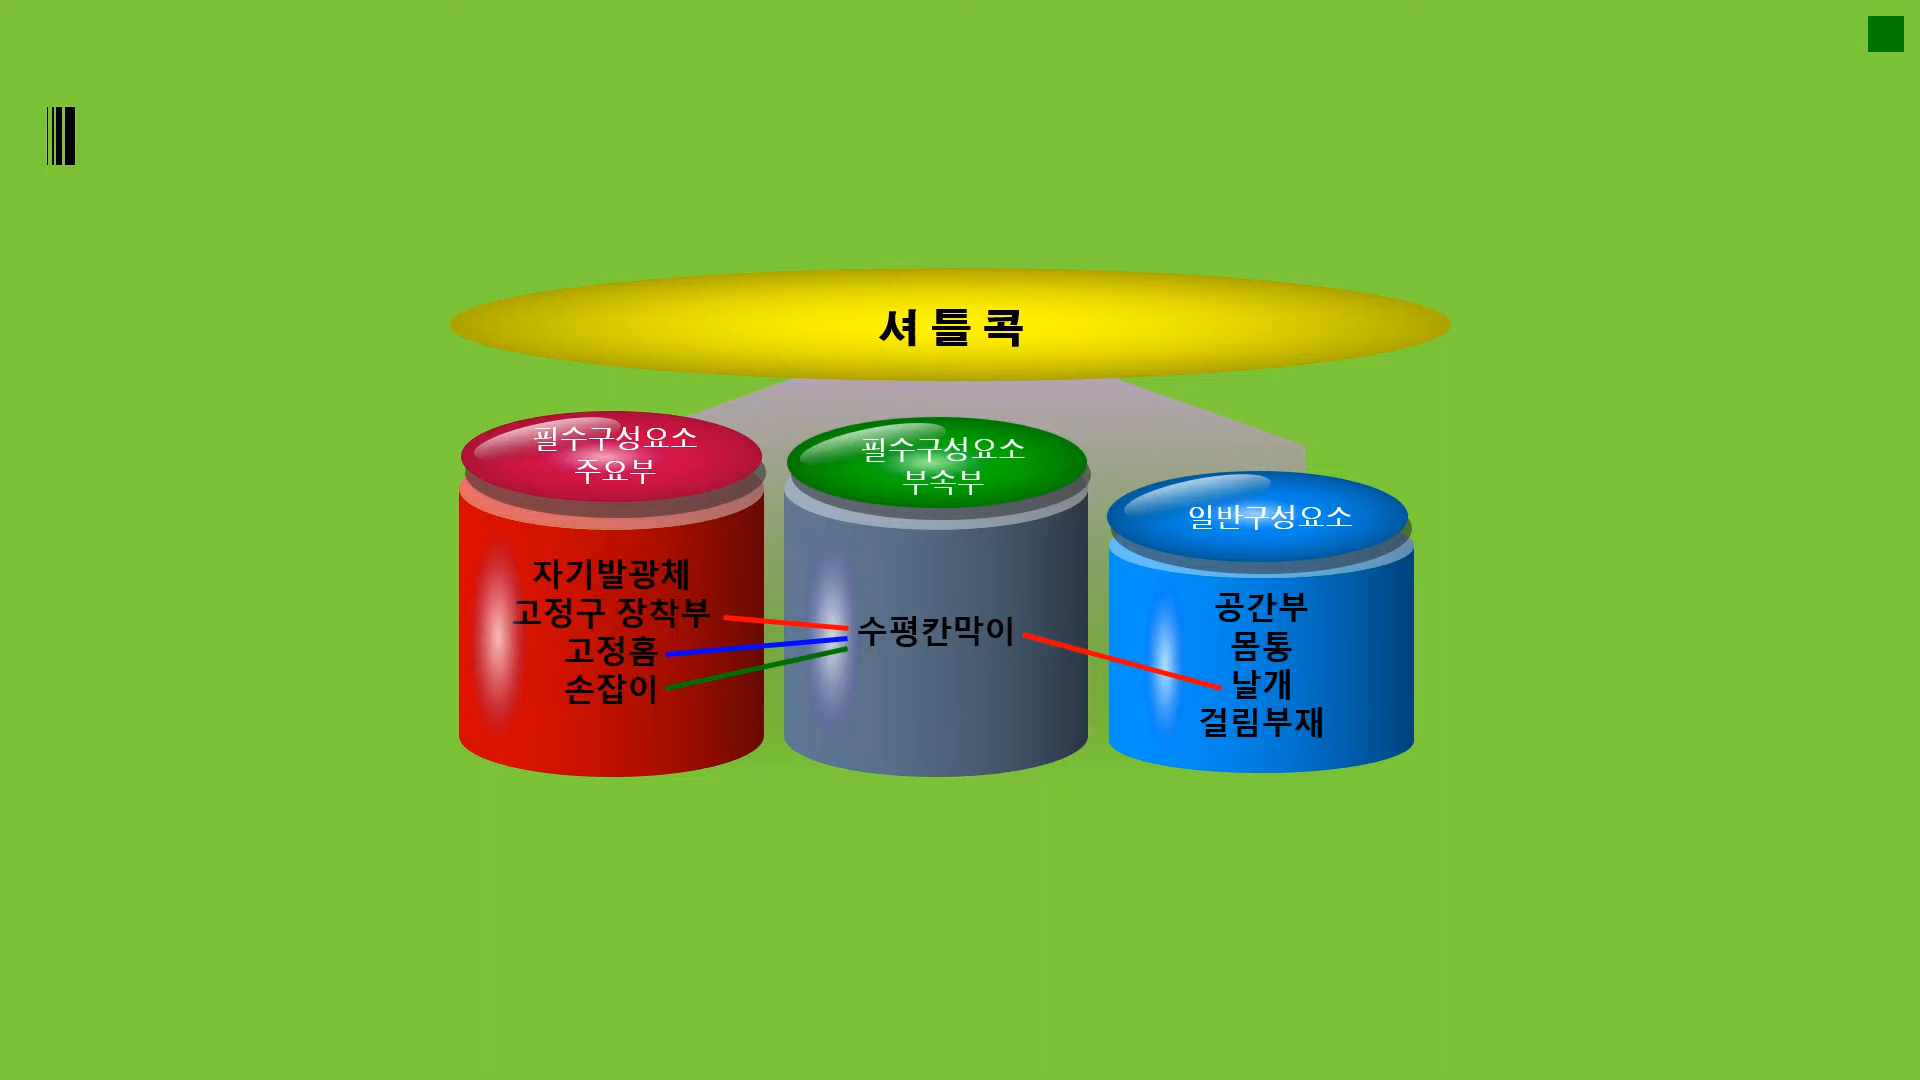 셔틀콕
필수구성요소
주요부
필수구성요소
부속부
일반구성요소
자기발광체
고정구 장착부
고정홈
손잡이
수평칸막이
공간부
몸통
날개
걸림부재